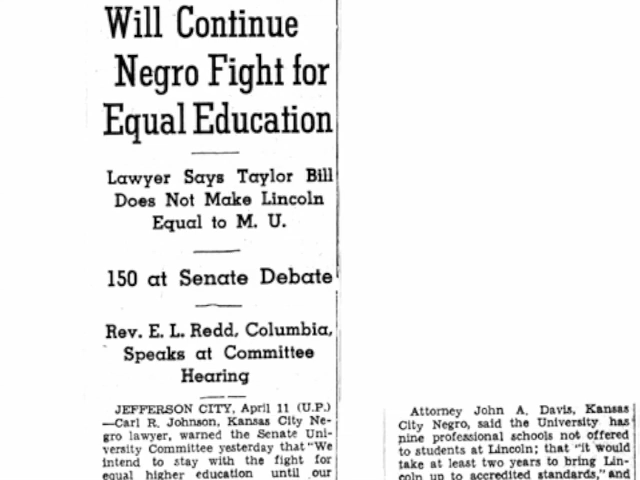 Will Continue
Negro Fight for
Equal Education
Lawyer Says Taylor Bill
Does Not Make Lincoln
Equal to M. U.
150 at Senate Debate
Rev. E. L. Redd, Columbia,
Speaks at Committee
Hearing
JEFFERSON CITY, April 11 (U.P.)
—Carl R. Johnson, Kansas City Ne-
gro lawyer, warned the Senate Uni-
versity Committee yesterday that "We
intend to stay with the fight for
equal higher education until our
Attorney John A. Davis, Kansas
City Negro, said the University has
nine professional schools not offered
to students at Lincoln; that "it would
take at least two years to bring Lin-
coln up to accredited standards," and